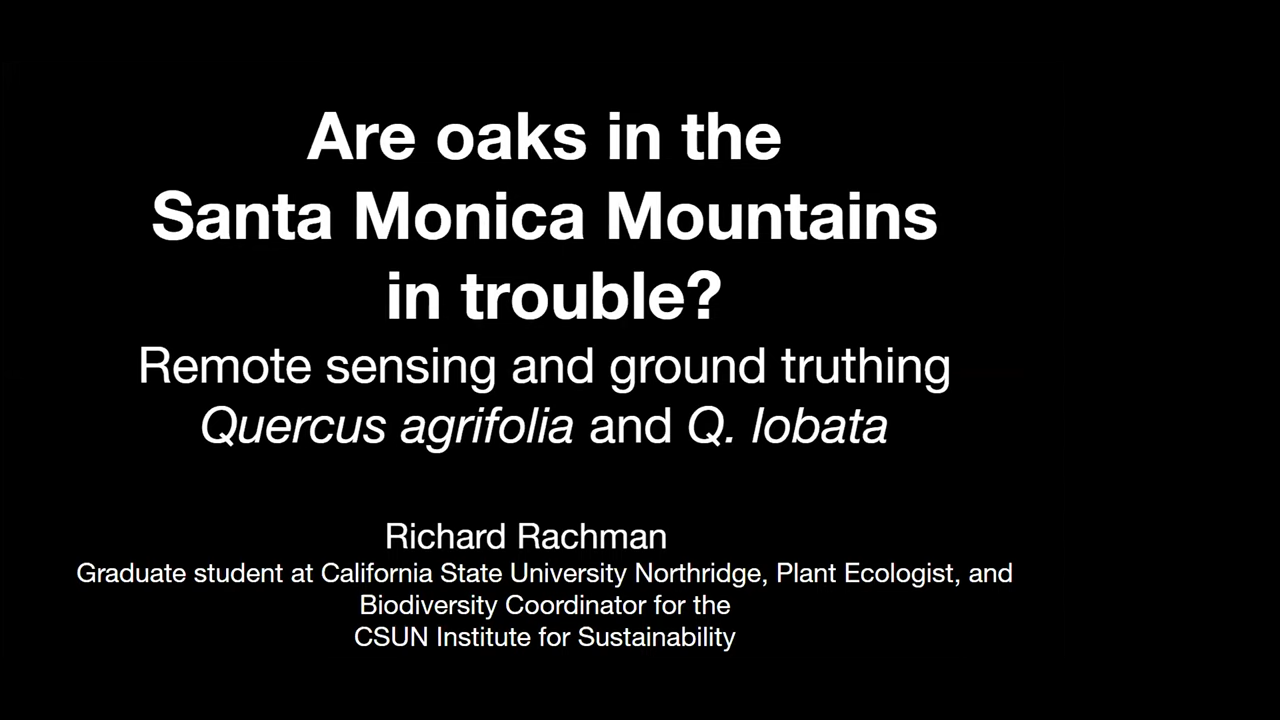 Are oaks in the
Santa Monica Mountains
in trouble?
Remote sensing and ground truthing
Quercus agrifolia and Q. lobata
Richard Rachman
Graduate student at California State University Northridge, Plant Ecologist, and
Biodiversity Coordinator for the
CSUN Institute for Sustainability